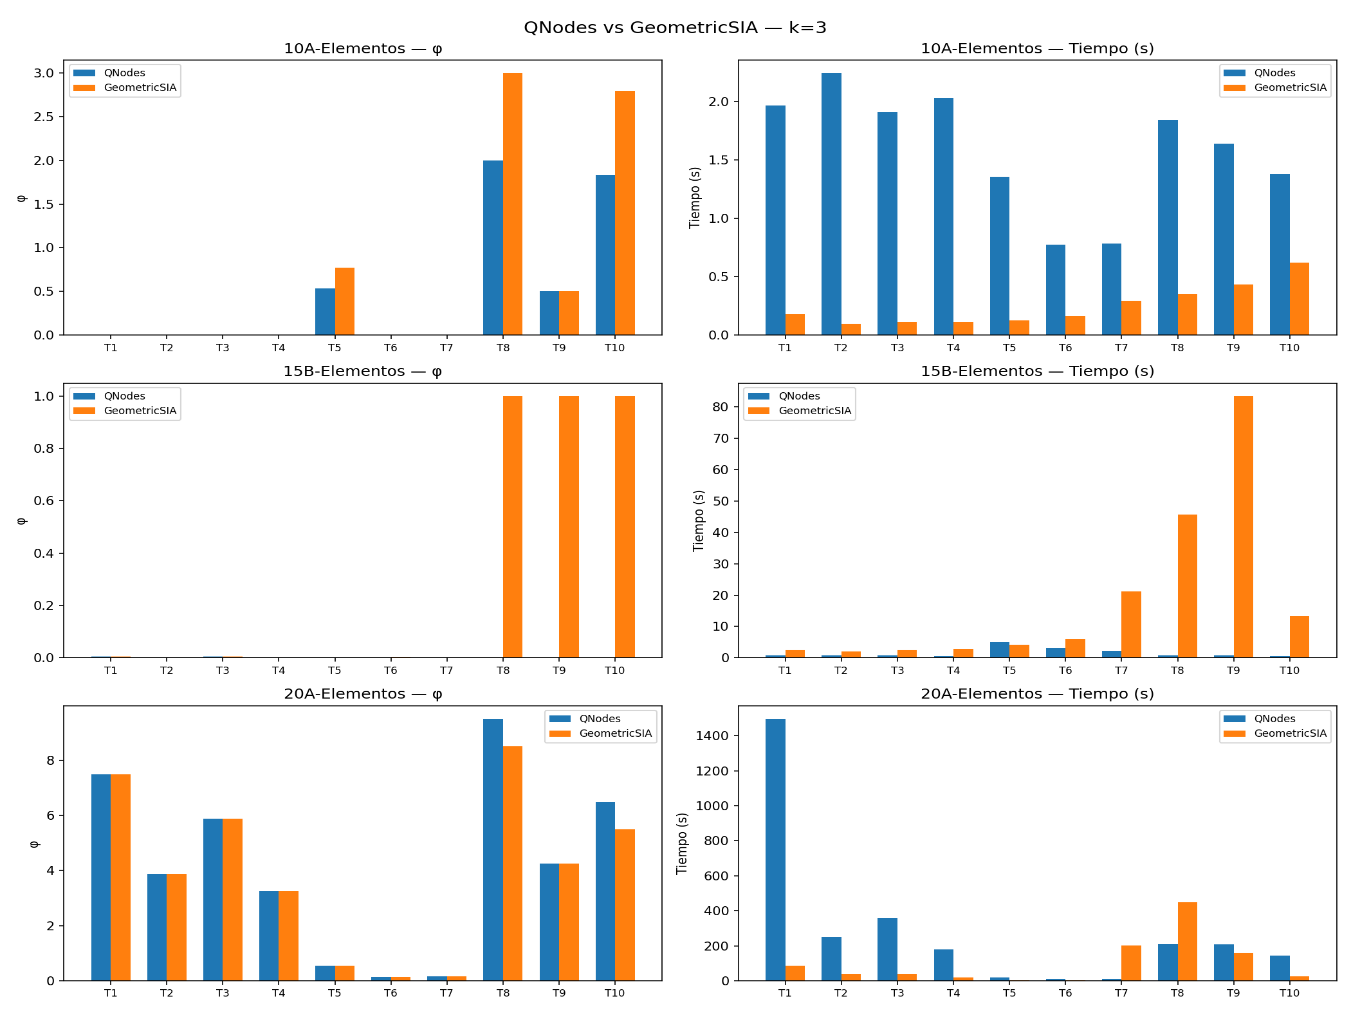 QNodes vs GeometricSIA — k=3
10A-Elementos — φ
φ
3.0
2.5
2.0
1.5
1.0
0.5
0.0
QNodes
GeometricSIA
T1 T2 T3 T4 T5 T6 T7 T8 T9 T10
10A-Elementos — Tiempo (s)
Tiempo (s)
2.0
1.5
1.0
0.5
0.0
QNodes
GeometricSIA
T1 T2 T3 T4 T5 T6 T7 T8 T9 T10
15B-Elementos — φ
φ
1.0
0.8
0.6
0.4
0.2
0.0
QNodes
GeometricSIA
T1 T2 T3 T4 T5 T6 T7 T8 T9 T10
15B-Elementos — Tiempo (s)
Tiempo (s)
80
70
60
50
40
30
20
10
0
QNodes
GeometricSIA
T1 T2 T3 T4 T5 T6 T7 T8 T9 T10
20A-Elementos — φ
φ
8
6
4
2
0
QNodes
GeometricSIA
T1 T2 T3 T4 T5 T6 T7 T8 T9 T10
20A-Elementos — Tiempo (s)
Tiempo (s)
1400
1200
1000
800
600
400
200
0
QNodes
GeometricSIA
T1 T2 T3 T4 T5 T6 T7 T8 T9 T10